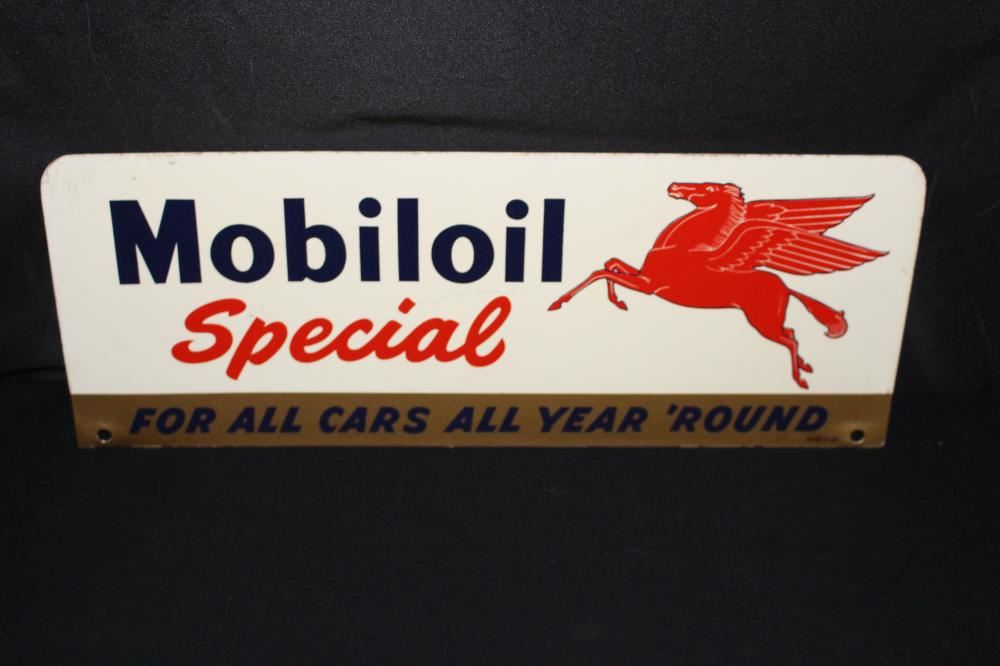 Mobiloil
Special
FOR ALL CARS ALL YEAR 'ROUND